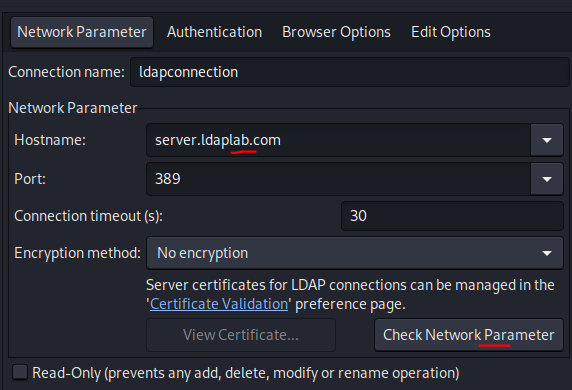 Network Parameter Authentication Browser Options Edit Options
Connection name: ldapconnection
Network Parameter
Hostname: server.ldaplab.com
Port: 389
Connection timeout (s): 30
Encryption method: No encryption
Server certificates for LDAP connections can be managed in the
'Certificate Validation' preference page.
View Certificate... Check Network Parameter
Read-Only (prevents any add, delete, modify or rename operation)